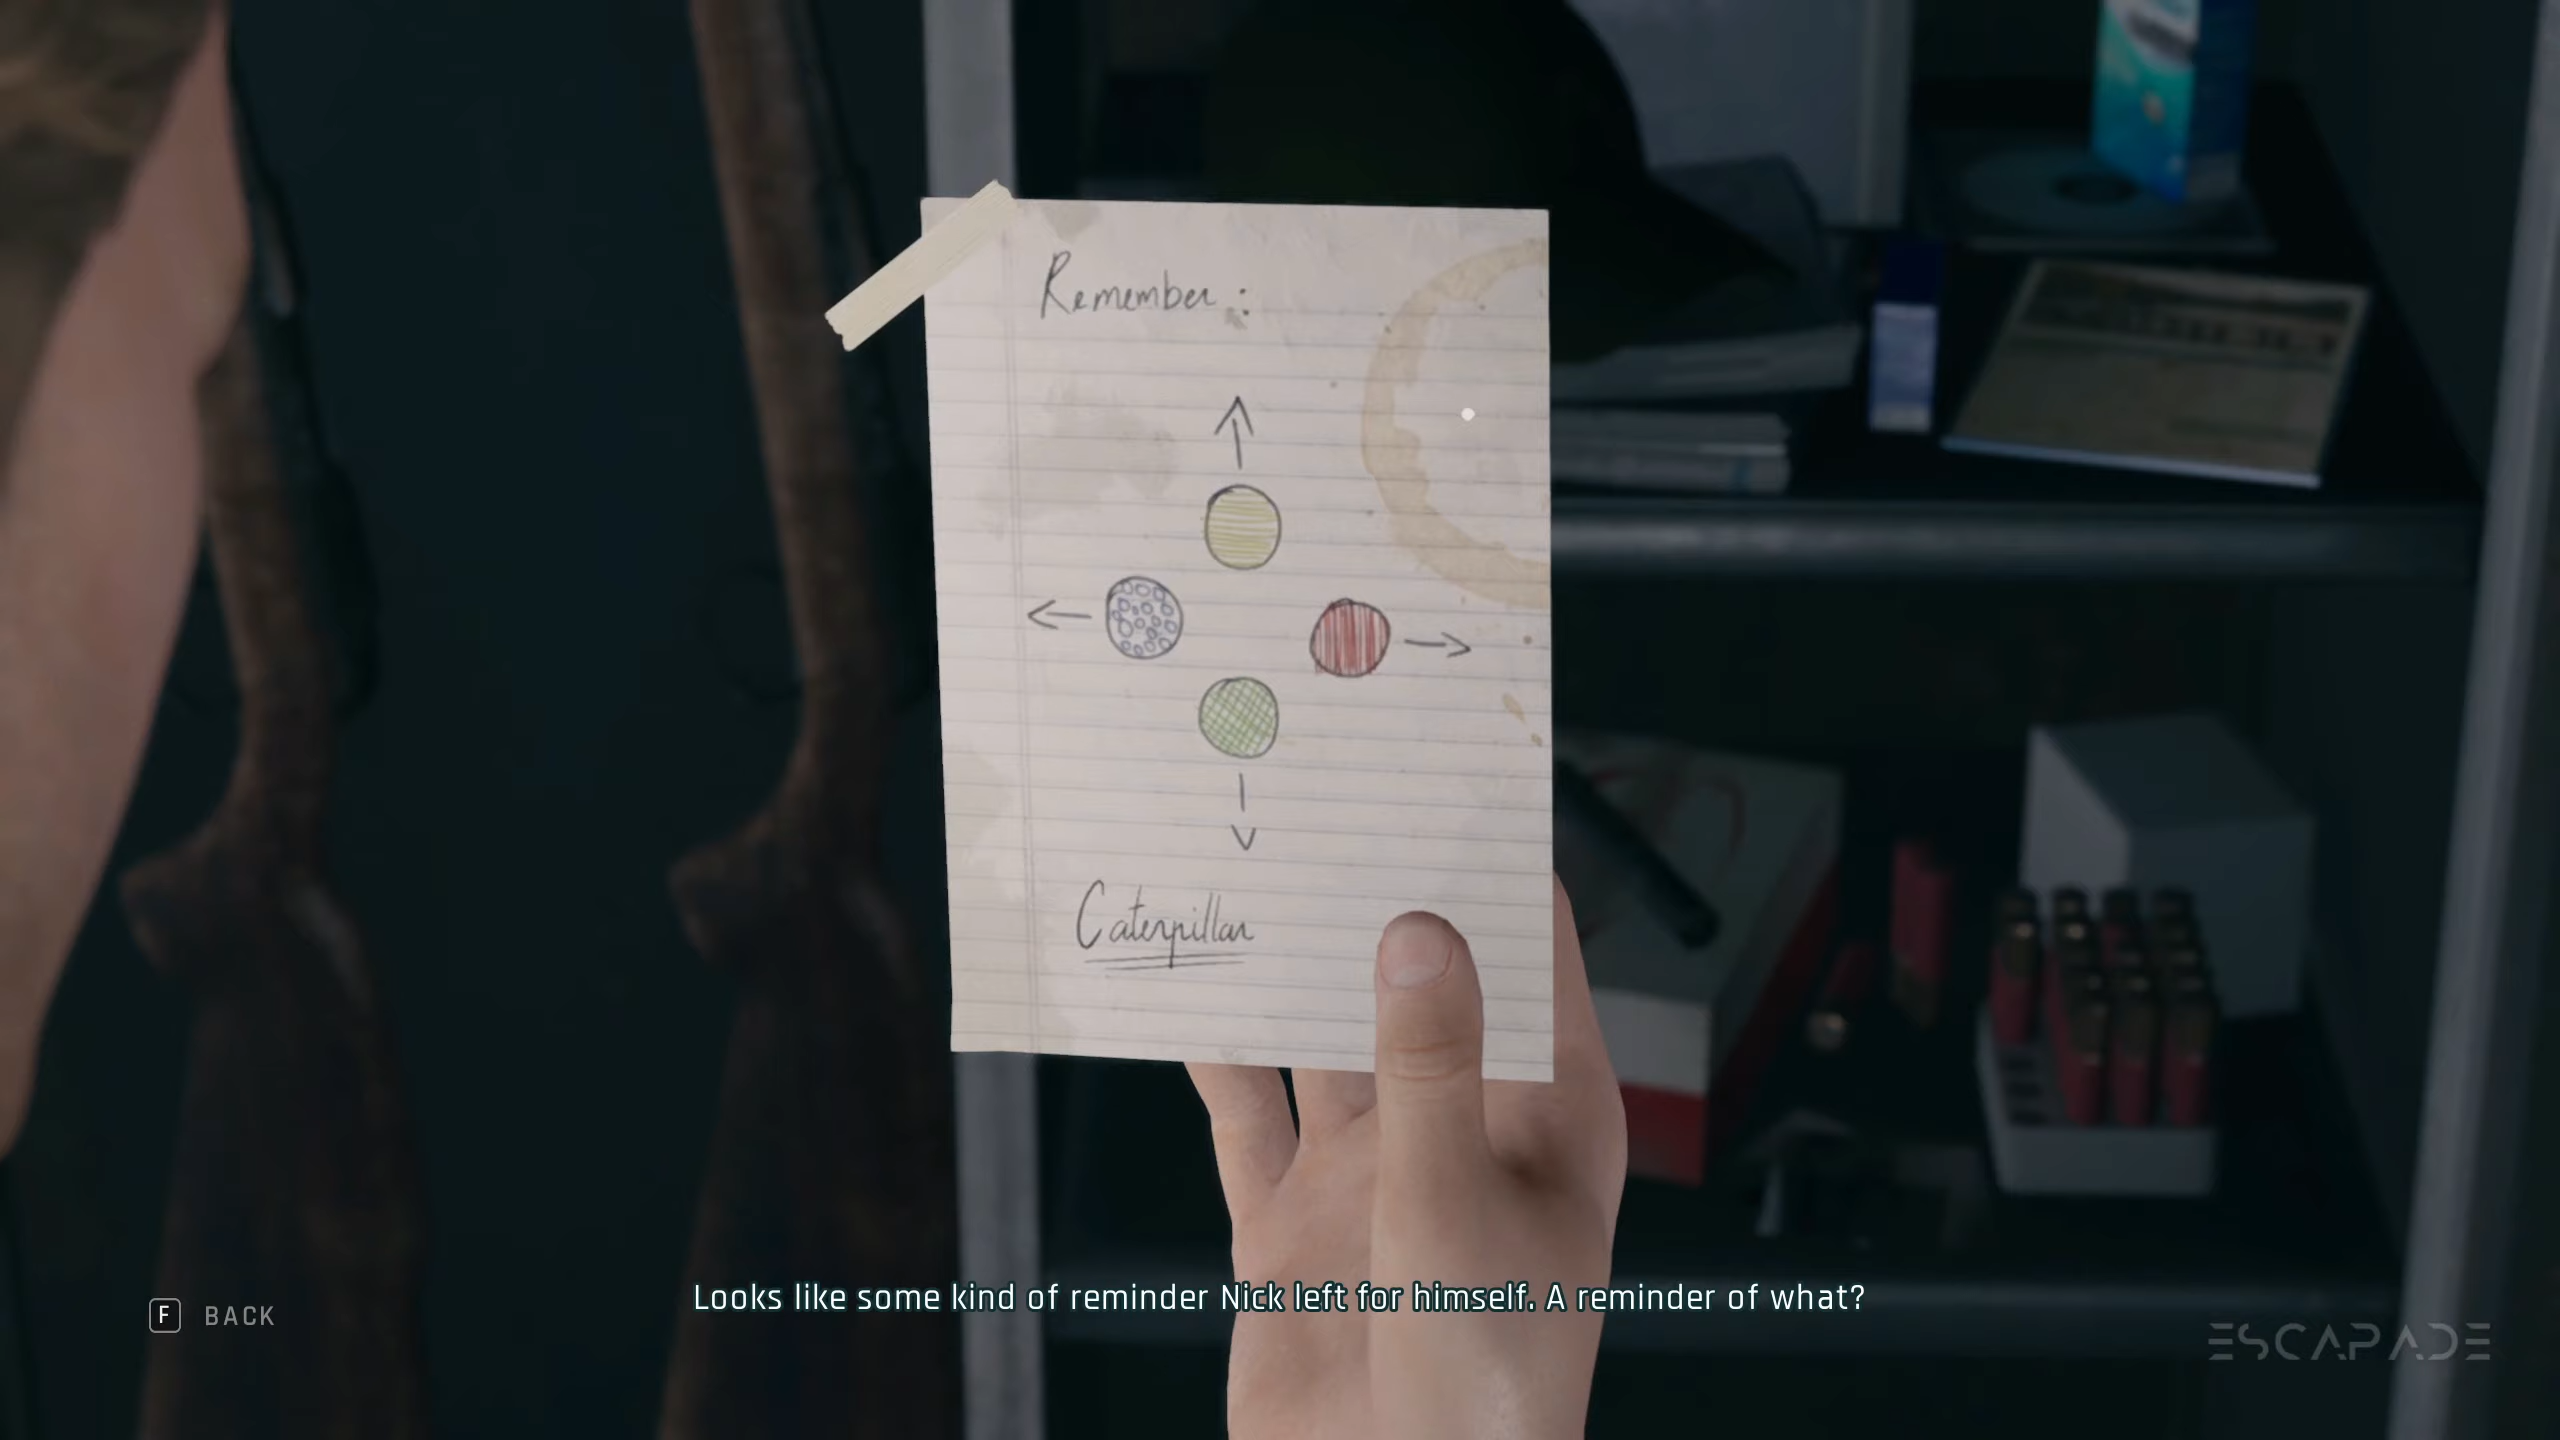 Remember :
Caterpillar
Looks like some kind of reminder Nick left for himself. A reminder of what?
F BACK
ESCAPADE